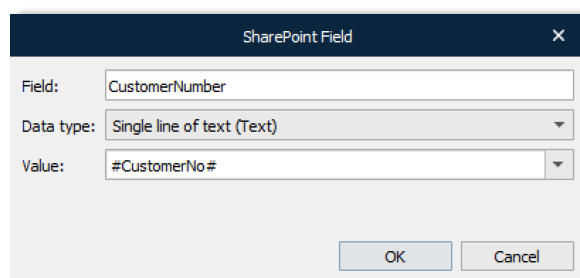 SharePoint Field
Field: CustomerNumber
Data type: Single line of text (Text)
Value: #CustomerNo#
OK Cancel